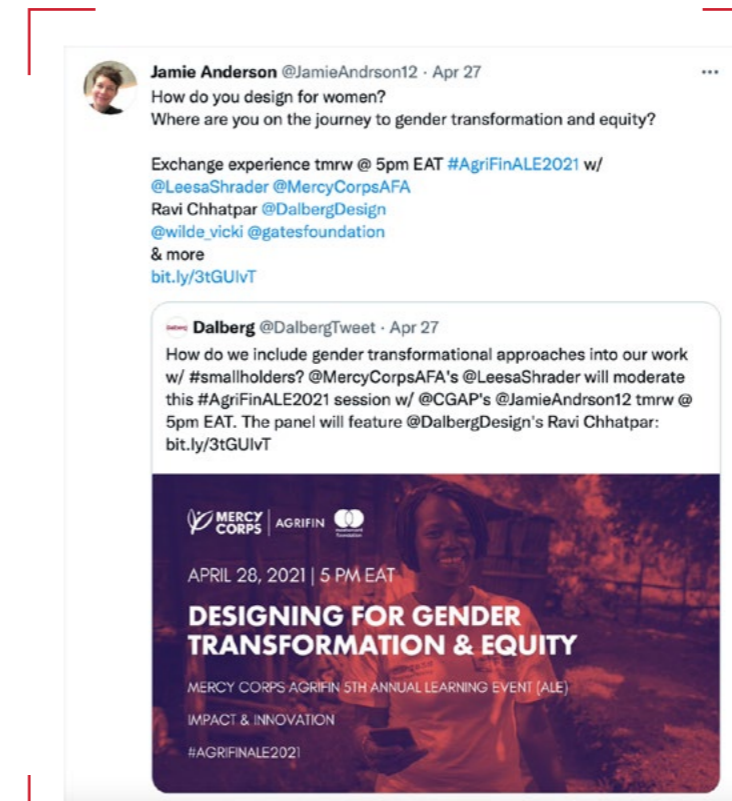 Jamie Anderson @JamieAndrson12 · Apr 27
How do you design for women?
Where are you on the journey to gender transformation and equity?
Exchange experience tmrw @ 5pm EAT #AgriFinALE2021 w/
@LeesaShrader @MercyCorpsAFA
Ravi Chhatpar @DalbergDesign
@wilde_vicki @gatesfoundation
& more
bit.ly/3tGUIvT
Dalberg Dalberg @DalbergTweet · Apr 27
How do we include gender transformational approaches into our work
w/ #smallholders? @MercyCorpsAFA's @LeesaShrader will moderate
this #AgriFinALE2021 session w/ @CGAP's @JamieAndrson12 tmrw @
5pm EAT. The panel will feature @DalbergDesign's Ravi Chhatpar:
bit.ly/3tGUIvT
MERCY CORPS | AGRIFIN mastercard foundation
APRIL 28, 2021 | 5 PM EAT
DESIGNING FOR GENDER
TRANSFORMATION & EQUITY
MERCY CORPS AGRIFIN 5TH ANNUAL LEARNING EVENT (ALE)
IMPACT & INNOVATION
#AGRIFINALE2021